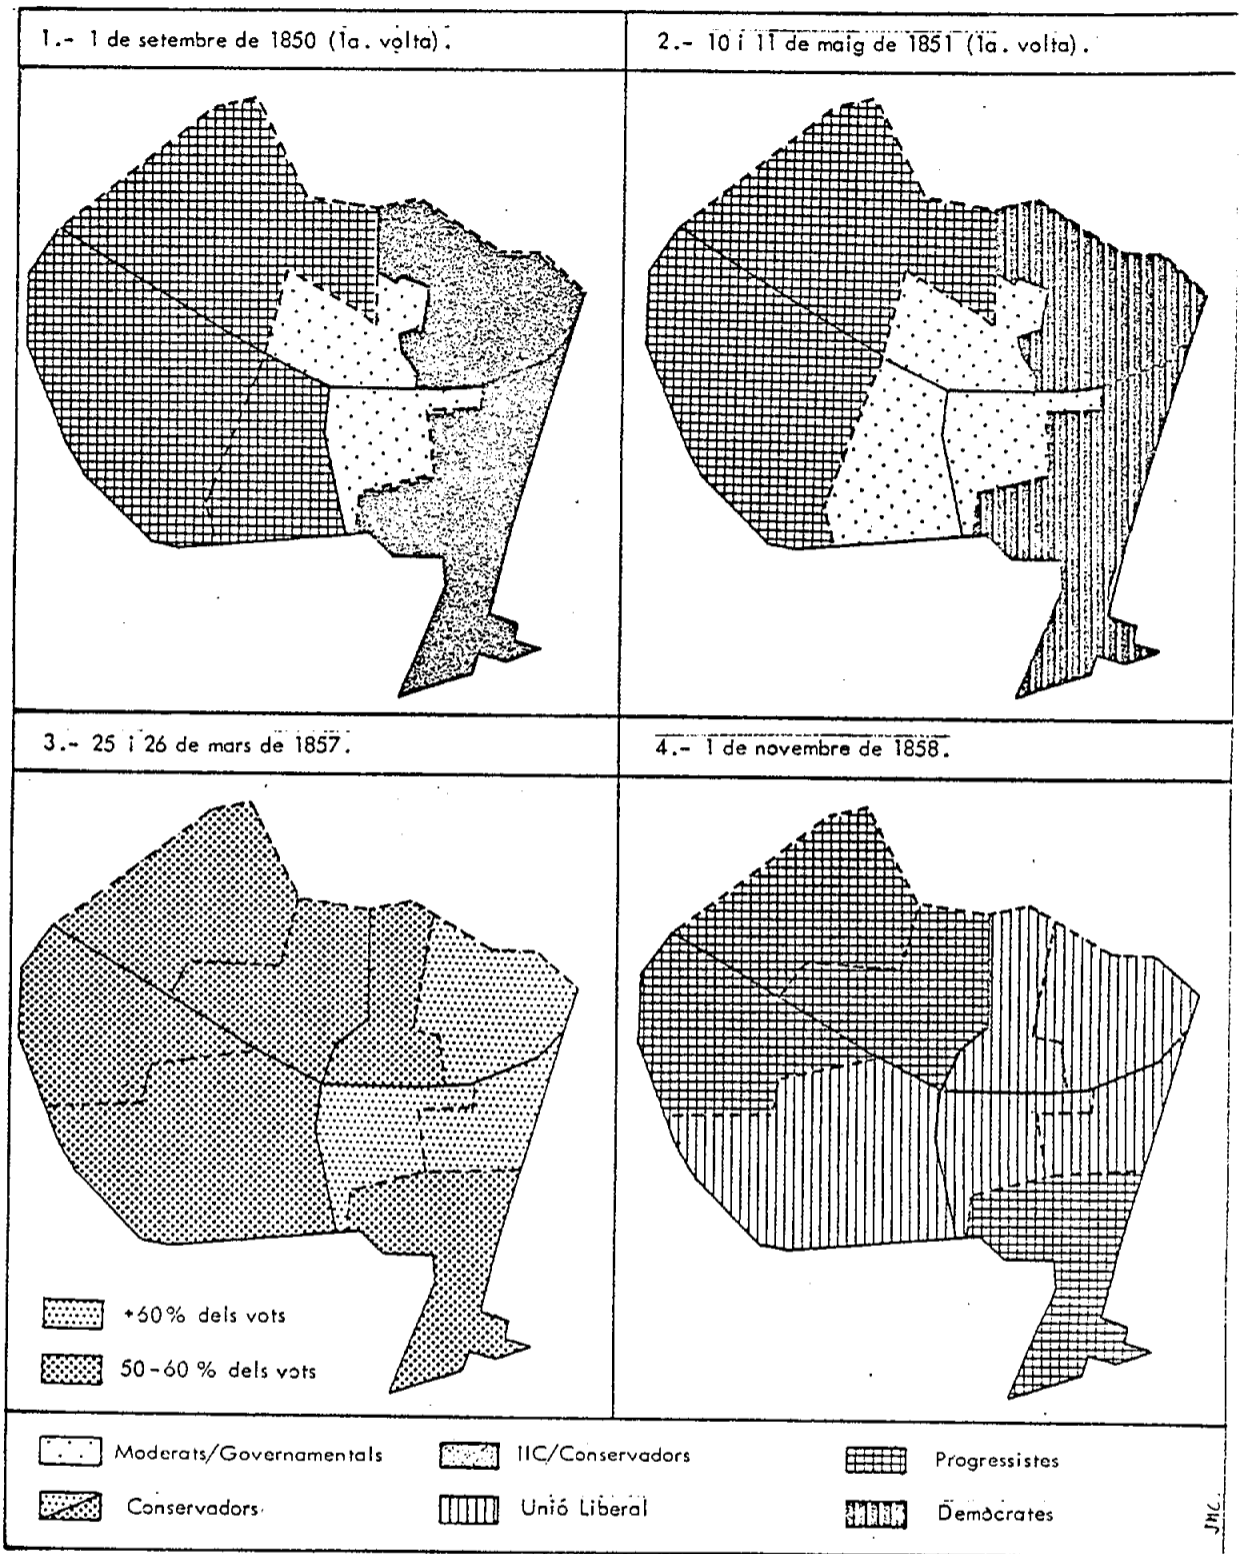 1.- 1 de setembre de 1850 (1a. volta).
2.- 10 i 11 de maig de 1851 (1a. volta).
3.- 25 i 26 de mars de 1857.
4.- 1 de novembre de 1858.
+60% dels vots
50-60 % dels vots
Moderats/Governamentals
IIC/Conservadors
Progressistes
Conservadors
Unió Liberal
Demòcrates
JMC.